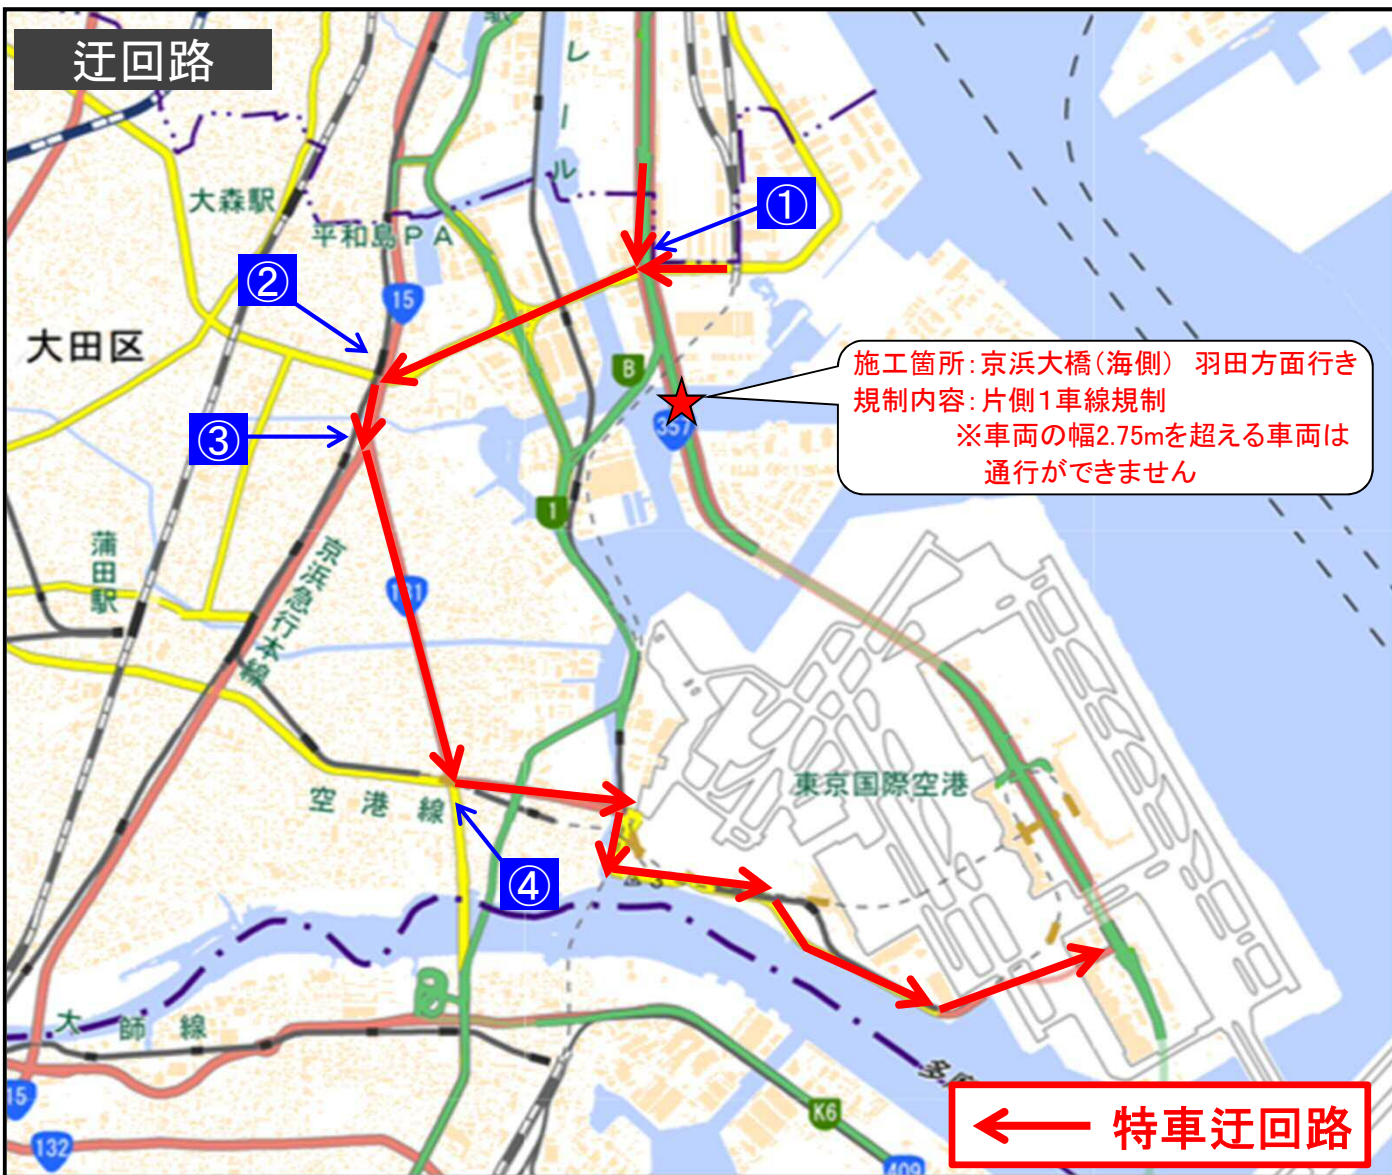 迂回路
レール
①
大森駅
平和島PA
②
15
大田区
B
施工箇所:京浜大橋(海側) 羽田方面行き
規制内容:片側1車線規制
※車両の幅2.75mを超える車両は
通行ができません
③
357
1
蒲田駅
京浜急行本線
131
東京国際空港
空港線
④
大師線
多摩
15
K6
132
409
特車迂回路